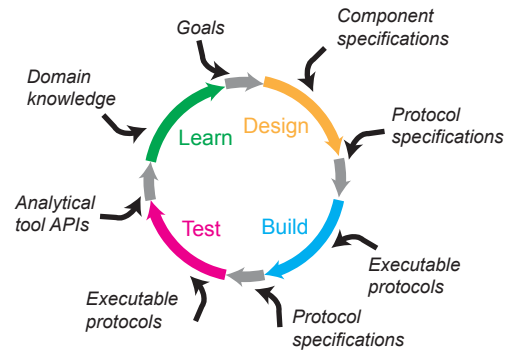 Goals
Component
specifications
Domain
knowledge
Learn
Design
Protocol
specifications
Analytical
tool APIs
Test
Build
Executable
protocols
Executable
protocols
Protocol
specifications